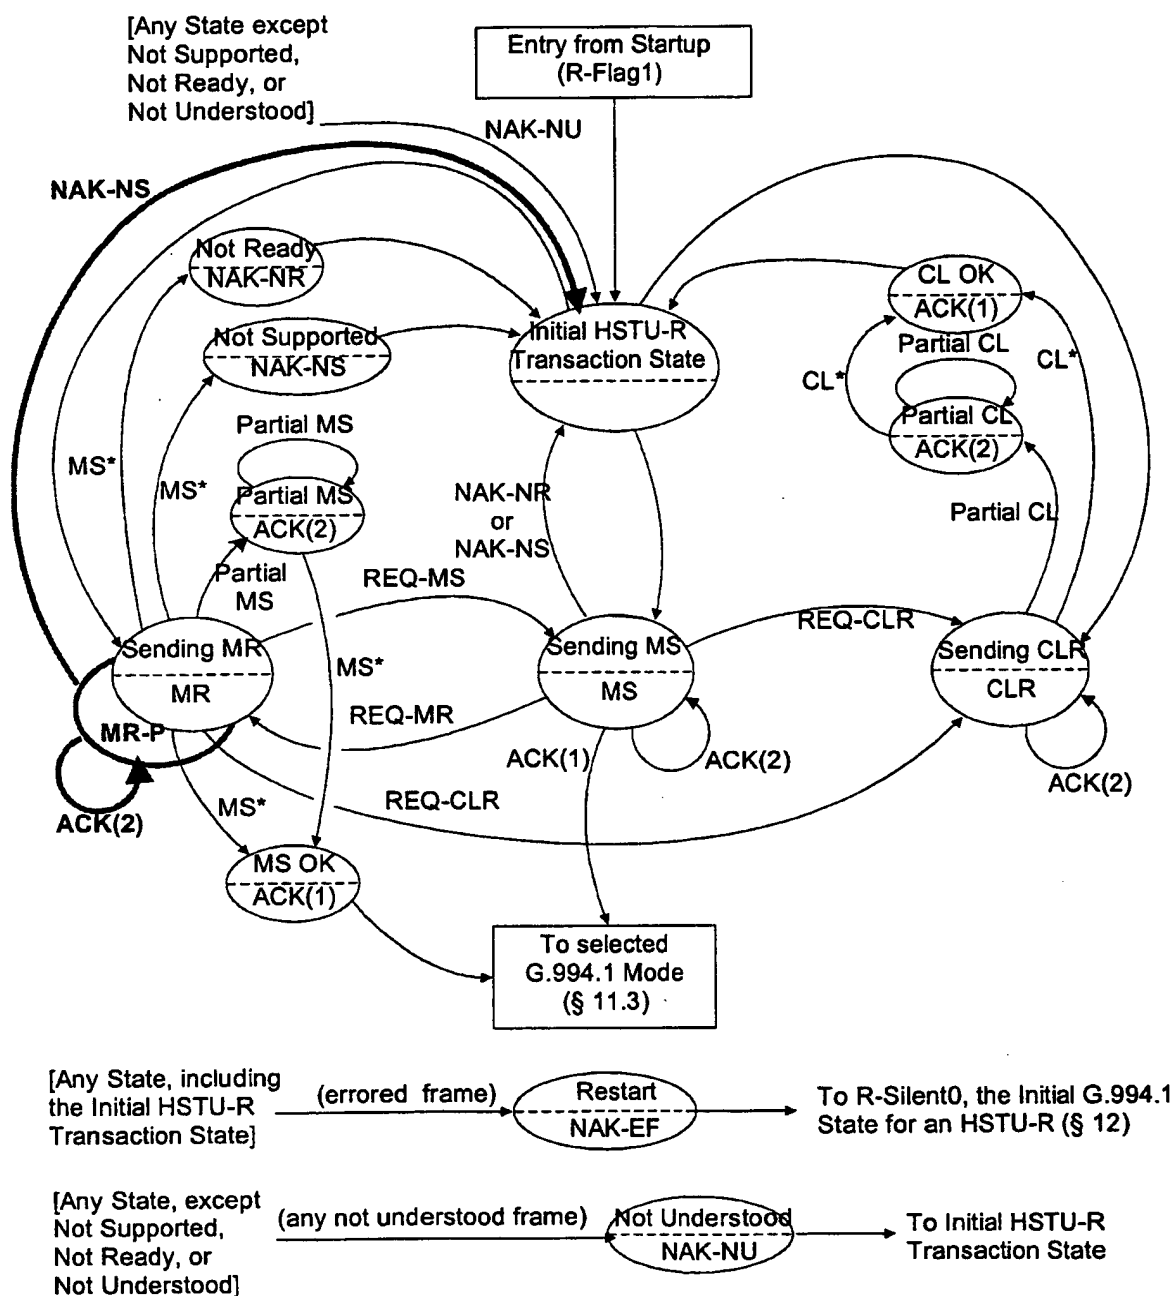 [Any State except
Not Supported,
Not Ready, or
Not Understood]
Entry from Startup
(R-Flag1)
NAK-NU
NAK-NS
Not Ready
NAK-NR
CL OK
ACK(1)
Not Supported
NAK-NS
Initial HSTU-R
Transaction State
Partial CL
CL*
CL*
Partial CL
ACK(2)
Partial MS
MS*
MS*
Partial MS
ACK(2)
NAK-NR
or
NAK-NS
Partial CL
Partial
MS
REQ-MS
REQ-CLR
Sending MR
MR
MS*
Sending MS
MS
Sending CLR
CLR
REQ-MR
MR-P
ACK(1)
ACK(2)
ACK(2)
ACK(2)
MS*
REQ-CLR
MS OK
ACK(1)
To selected
G.994.1 Mode
(§ 11.3)
[Any State, including
the Initial HSTU-R
Transaction State]
(errored frame)
Restart
NAK-EF
To R-Silent0, the Initial G.994.1
State for an HSTU-R (§ 12)
[Any State, except
Not Supported,
Not Ready, or
Not Understood]
(any not understood frame)
Not Understood
NAK-NU
To Initial HSTU-R
Transaction State